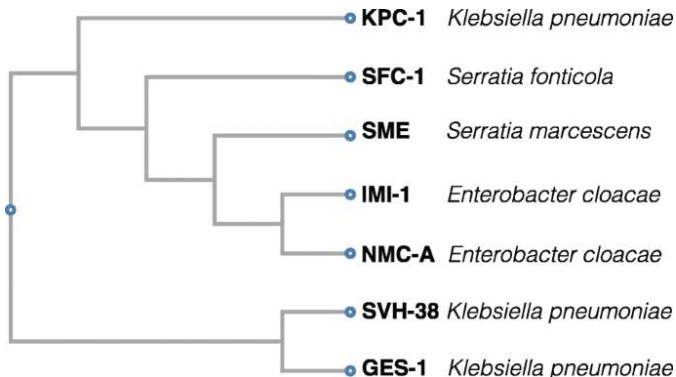 KPC-1 Klebsiella pneumoniae
SFC-1 Serratia fonticola
SME Serratia marcescens
IMI-1 Enterobacter cloacae
NMC-A Enterobacter cloacae
SVH-38 Klebsiella pneumoniae
GES-1 Klebsiella pneumoniae